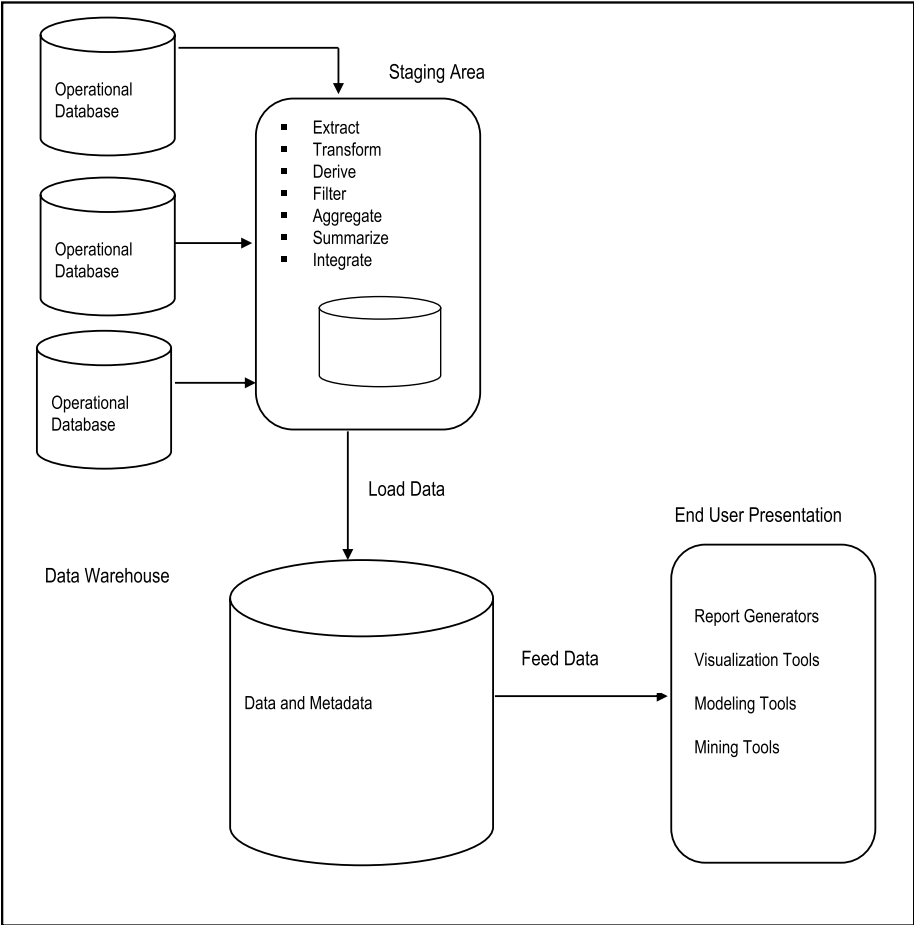 Operational
Database
Staging Area
▪ Extract
▪ Transform
▪ Derive
▪ Filter
▪ Aggregate
▪ Summarize
▪ Integrate
Operational
Database
Operational
Database
Load Data
End User Presentation
Data Warehouse
Report Generators
Feed Data
Visualization Tools
Data and Metadata
Modeling Tools
Mining Tools